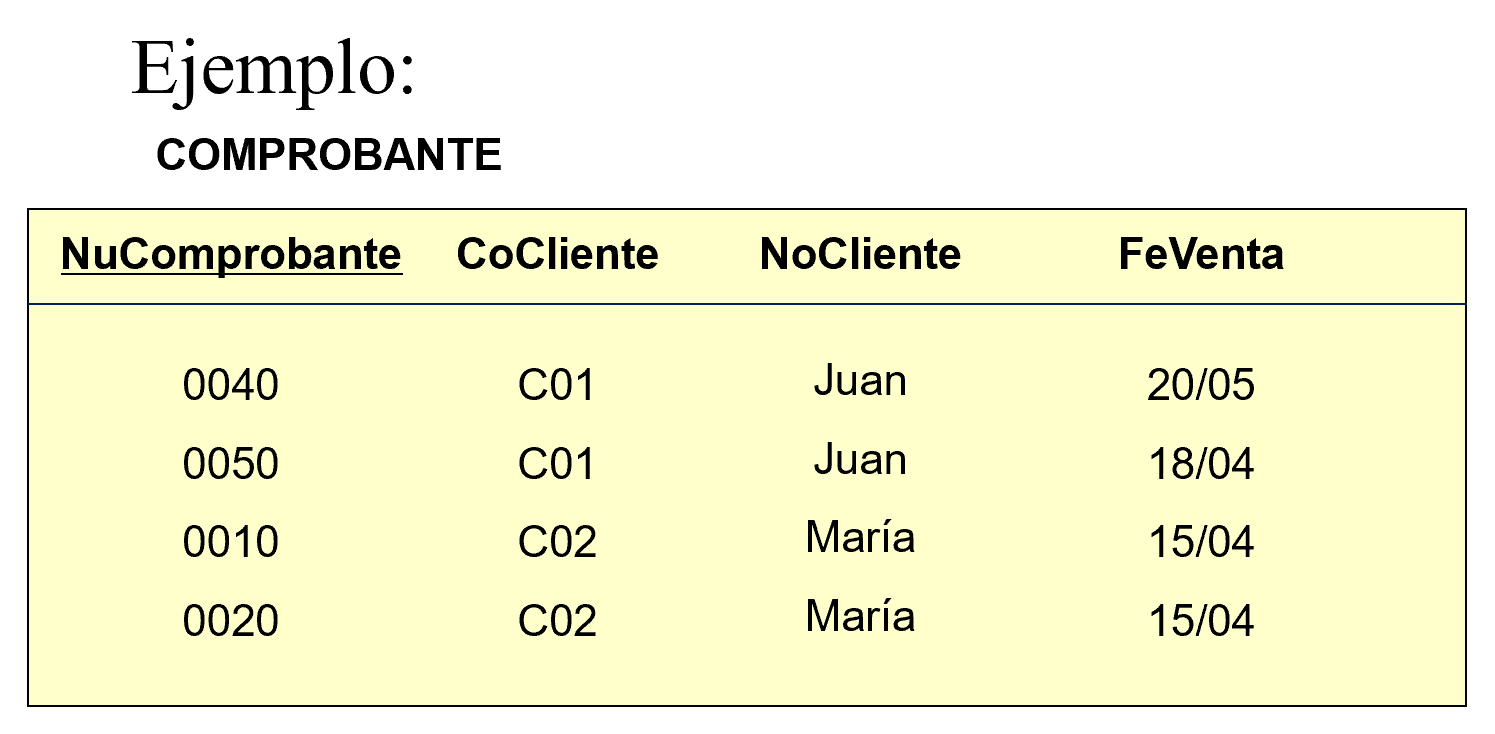 Ejemplo:
COMPROBANTE
NuComprobante CoCliente NoCliente FeVenta
0040 C01 Juan 20/05
0050 C01 Juan 18/04
0010 C02 María 15/04
0020 C02 María 15/04